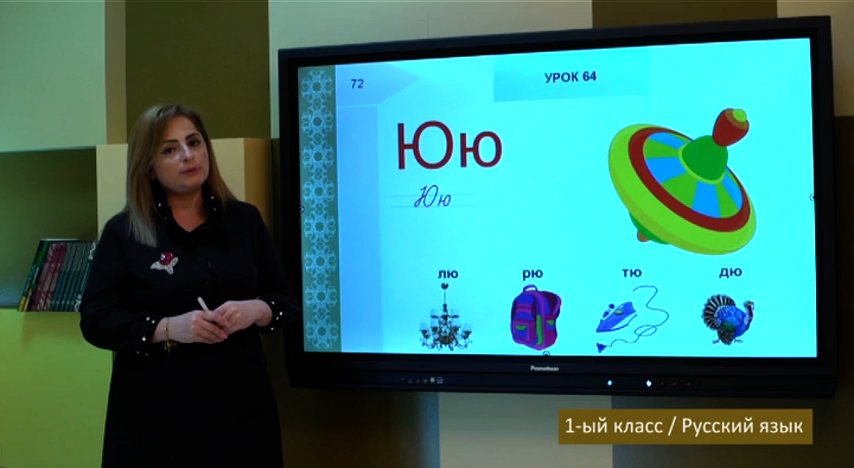 72
УРОК 64
Юю
Юю
лю рю тю дю
Promethean
1-ый класс / Русский язык